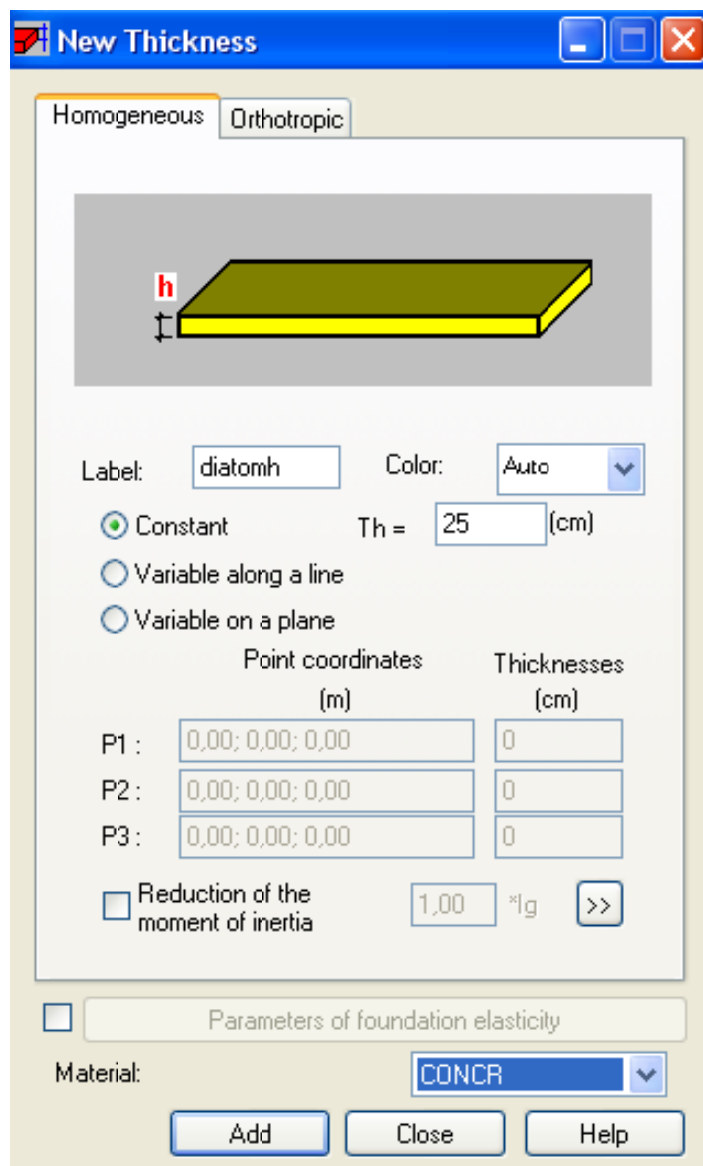 New Thickness
Homogeneous Orthotropic
h
Label: diatomh Color: Auto
Constant Th = 25 (cm)
Variable along a line
Variable on a plane
Point coordinates Thicknesses
(m) (cm)
P1 : 0,00; 0,00; 0,00 0
P2 : 0,00; 0,00; 0,00 0
P3 : 0,00; 0,00; 0,00 0
Reduction of the
moment of inertia 1,00 *Ig >>
Parameters of foundation elasticity
Material: CONCR
Add Close Help